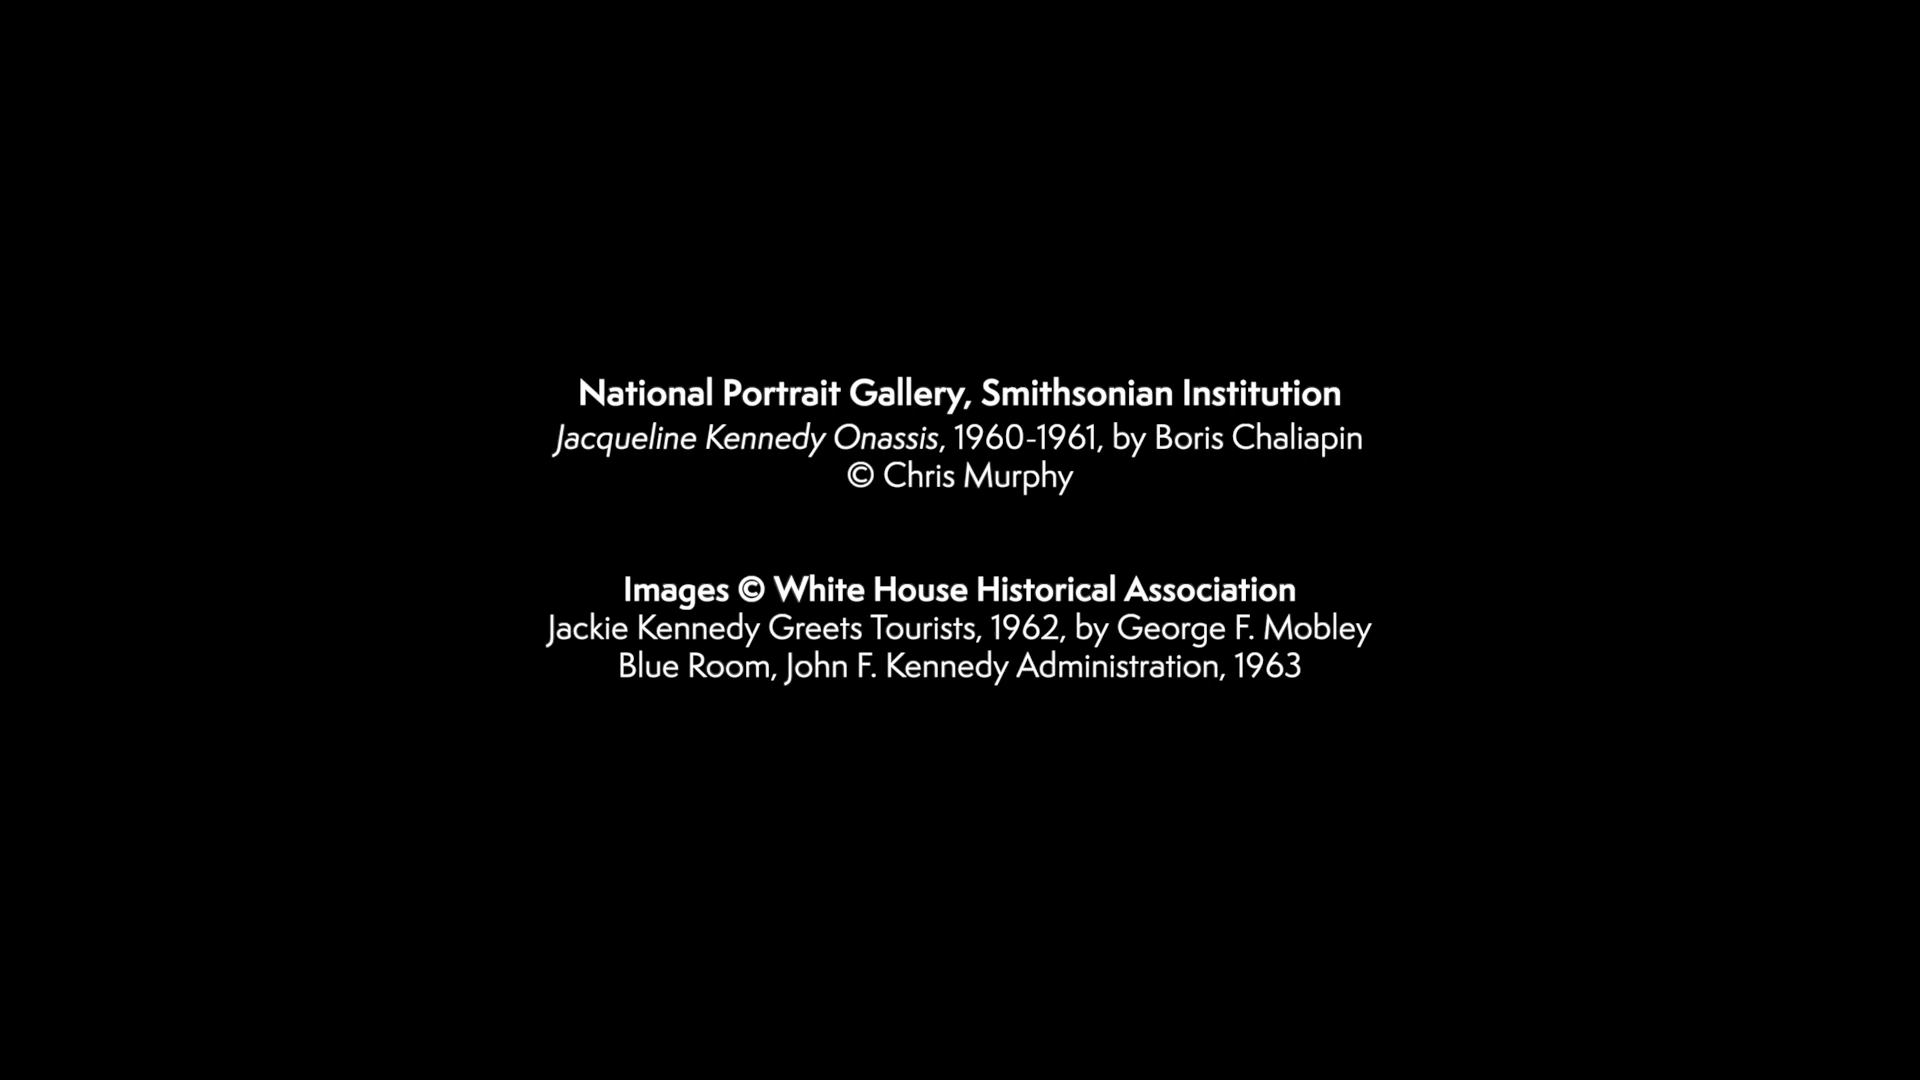 National Portrait Gallery, Smithsonian Institution
Jacqueline Kennedy Onassis, 1960-1961, by Boris Chaliapin
© Chris Murphy
Images © White House Historical Association
Jackie Kennedy Greets Tourists, 1962, by George F. Mobley
Blue Room, John F. Kennedy Administration, 1963